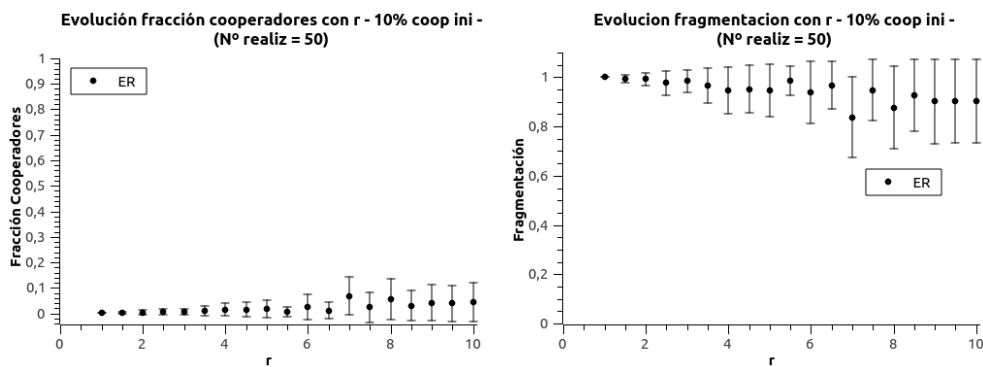 Evolución fracción cooperadores con r - 10% coop ini -
(Nº realiz = 50)
Fracción Cooperadores
1
0,9
0,8
0,7
0,6
0,5
0,4
0,3
0,2
0,1
0
ER
0
2
4
6
8
10
r
Evolucion fragmentacion con r - 10% coop ini -
(Nº realiz = 50)
Fragmentación
1
0,8
0,6
0,4
0,2
0
ER
0
2
4
6
8
10
r